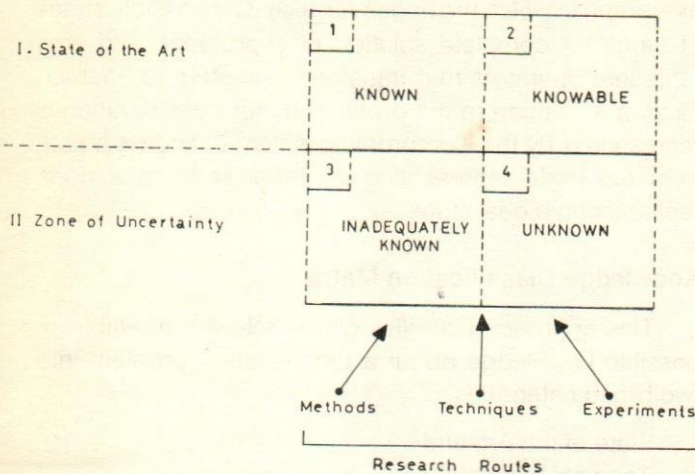 1
2
I. State of the Art
KNOWN
KNOWABLE
3
4
II Zone of Uncertainty
INADEQUATELY
KNOWN
UNKNOWN
Methods
Techniques
Experiments
Research Routes